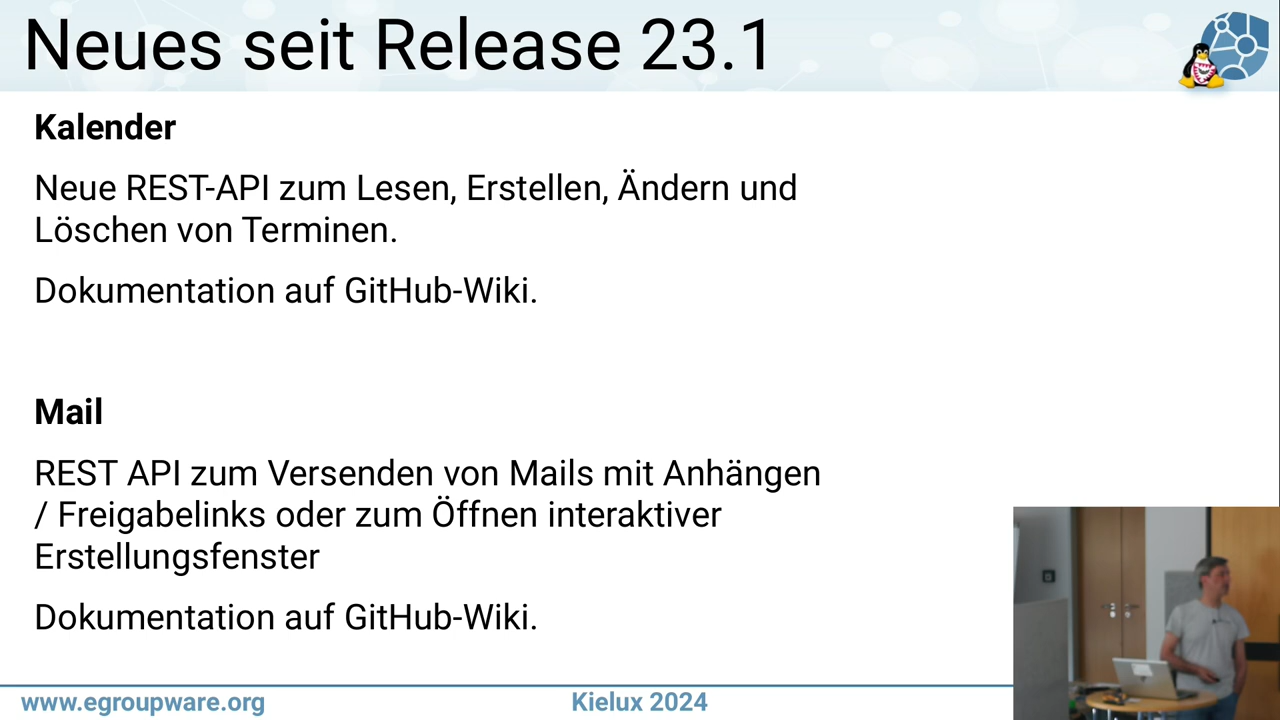 Neues seit Release 23.1
Kalender
Neue REST-API zum Lesen, Erstellen, Ändern und
Löschen von Terminen.
Dokumentation auf GitHub-Wiki.
Mail
REST API zum Versenden von Mails mit Anhängen
/ Freigabelinks oder zum Öffnen interaktiver
Erstellungsfenster
Dokumentation auf GitHub-Wiki.
www.egroupware.org
Kielux 2024